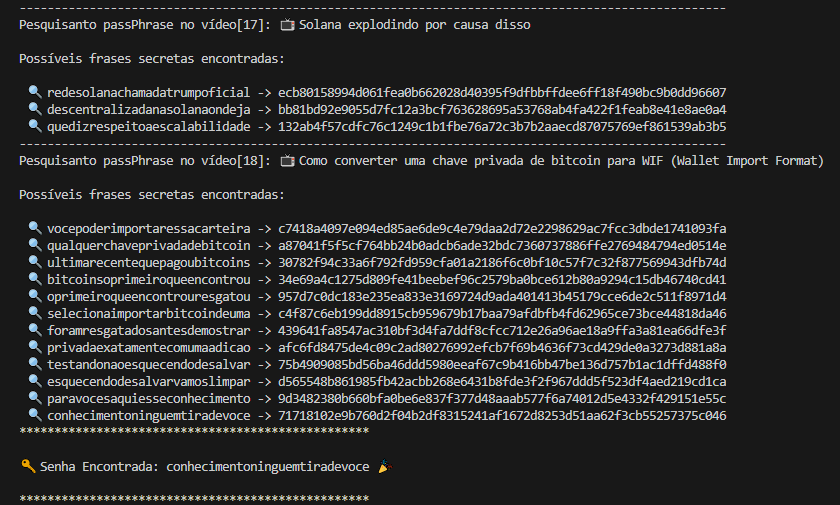 -----------------------------------------------------------------------------------------------------
Pesquisanto passPhrase no vídeo[17]: 📺 Solana explodindo por causa disso
Possíveis frases secretas encontradas:
🔍 redesolanachamadatrumpoficial -> ecb80158994d061fea0b662028d40395f9dfbbffdee6ff18f490bc9b0dd96607
🔍 descentralizadanasolanaondeja -> bb81bd92e9055d7fc12a3bcf763628695a53768ab4fa422f1feab8e41e8ae0a4
🔍 quedizrespeitoaescalabilidade -> 132ab4f57cdfc76c1249c1b1fbe76a72c3b7b2aaecd87075769ef861539ab3b5
-----------------------------------------------------------------------------------------------------
Pesquisanto passPhrase no vídeo[18]: 📺 Como converter uma chave privada de bitcoin para WIF (Wallet Import Format)
Possíveis frases secretas encontradas:
🔍 vocepoderimportaressacarteira -> c7418a4097e094ed85ae6de9c4e79daa2d72e2298629ac7fcc3dbde1741093fa
🔍 qualquerchaveprivadadebitcoin -> a87041f5f5cf764bb24b0adcb6ade32bdc7360737886ffe2769484794ed0514e
🔍 ultimarecentequepagoubitcoins -> 30782f94c33a6f792fd959cfa01a2186f6c0bf10c57f7c32f877569943dfb74d
🔍 bitcoinsoprimeiroqueencontrou -> 34e69a4c1275d809fe41beebef96c2579ba0bce612b80a9294c15db46740cd41
🔍 oprimeiroqueencontrouresgatou -> 957d7c0dc183e235ea833e3169724d9ada401413b45179cce6de2c511f8971d4
🔍 selecionaimportarbitcoindeuma -> c4f87c6eb199dd8915cb959679b17baa79afdbfb4fd62965ce73bce44818da46
🔍 foramresgatadosantesdemostrar -> 439641fa8547ac310bf3d4fa7ddf8cfcc712e26a96ae18a9ffa3a81ea66dfe3f
🔍 privadaexatamentecomumaadicao -> afc6fd8475de4c09c2ad80276992efcb7f69b4636f73cd429de0a3273d881a8a
🔍 testandonaoesquecendodesalvar -> 75b4909085bd56ba46ddd5980eeaf67c9b416bb47be136d757b1ac1dffd488f0
🔍 esquecendodesalvarvamoslimpar -> d565548b861985fb42acbb268e6431b8fde3f2f967ddd5f523df4aed219cd1ca
🔍 paravocesaquiesseconhecimento -> 9d3482380b660bfa0be6e837f377d48aaab577f6a74012d5e4332f429151e55c
🔍 conhecimentoninguemtiradevoce -> 71718102e9b760d2f04b2df8315241af1672d8253d51aa62f3cb55257375c046
**************************************************
🔑 Senha Encontrada: conhecimentoninguemtiradevoce 🎉
**************************************************